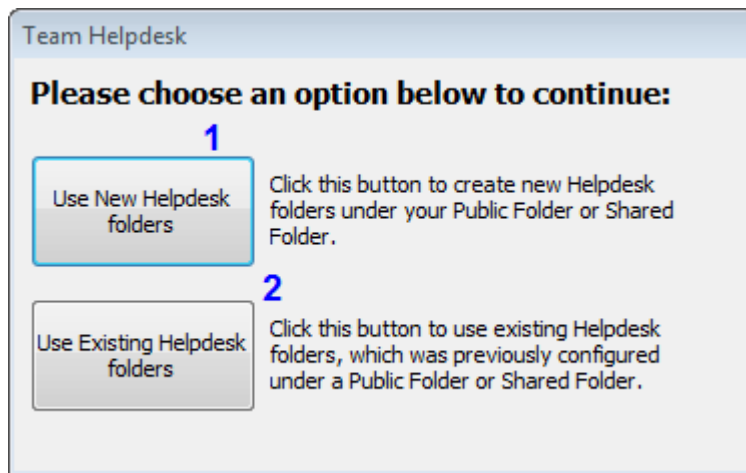 Team Helpdesk
Please choose an option below to continue:
1
Use New Helpdesk
folders
Click this button to create new Helpdesk
folders under your Public Folder or Shared
Folder.
2
Use Existing Helpdesk
folders
Click this button to use existing Helpdesk
folders, which was previously configured
under a Public Folder or Shared Folder.